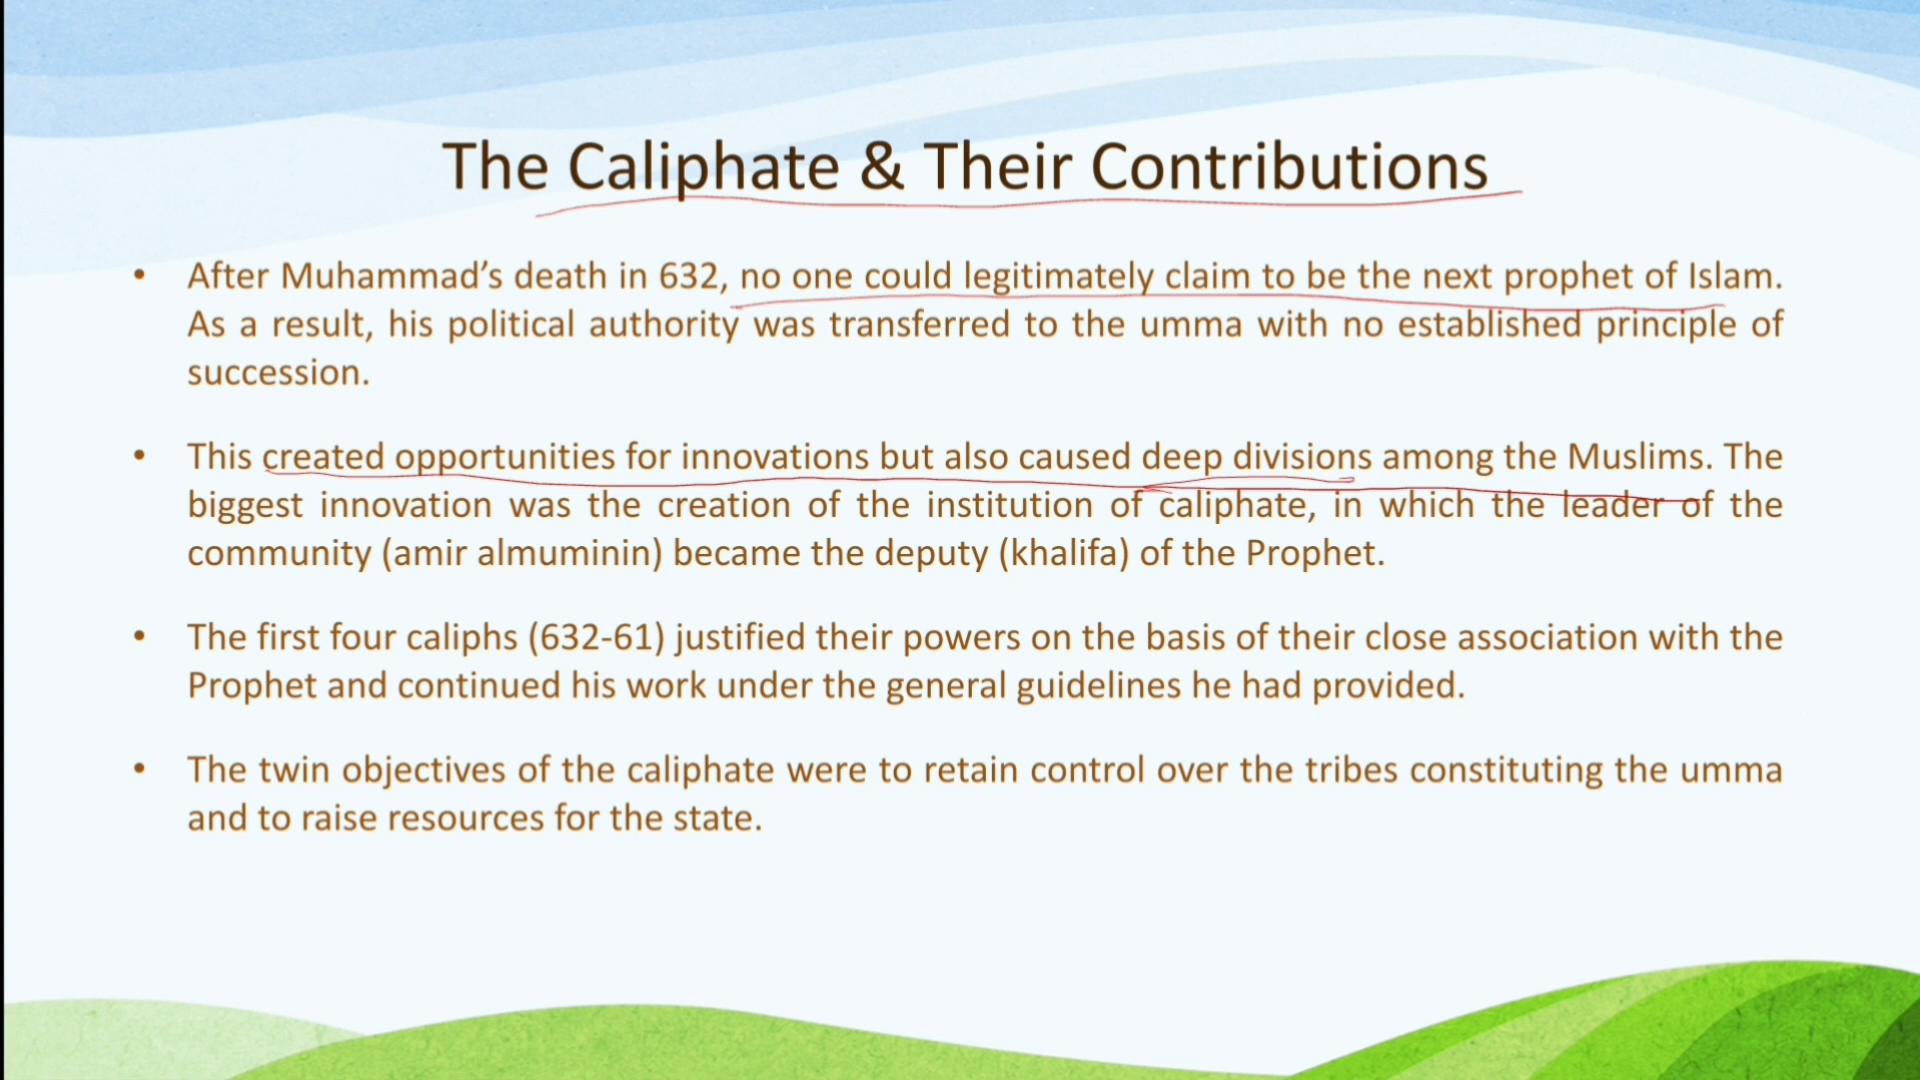 The Caliphate & Their Contributions
• After Muhammad’s death in 632, no one could legitimately claim to be the next prophet of Islam.
As a result, his political authority was transferred to the umma with no established principle of
succession.
• This created opportunities for innovations but also caused deep divisions among the Muslims. The
biggest innovation was the creation of the institution of caliphate, in which the leader of the
community (amir almuminin) became the deputy (khalifa) of the Prophet.
• The first four caliphs (632-61) justified their powers on the basis of their close association with the
Prophet and continued his work under the general guidelines he had provided.
• The twin objectives of the caliphate were to retain control over the tribes constituting the umma
and to raise resources for the state.